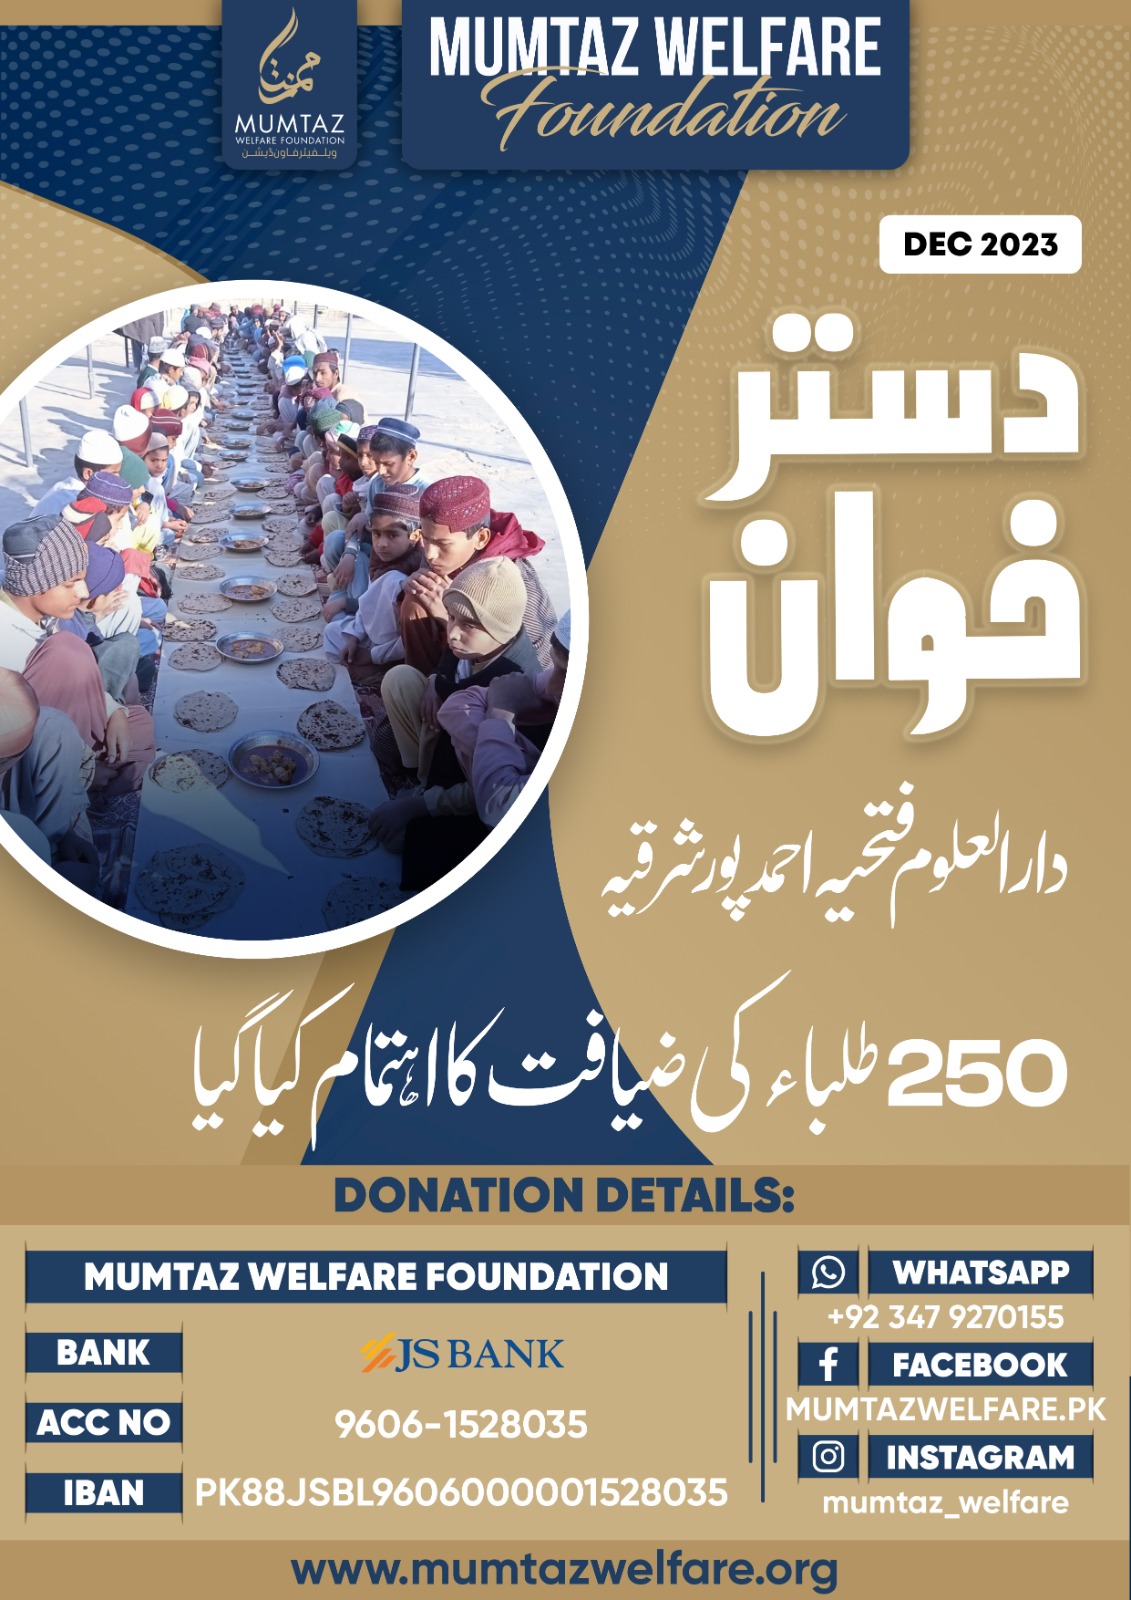 ممتاز
MUMTAZ
WELFARE FOUNDATION
ویلفیئر فاونڈیشن
MUMTAZ WELFARE
Foundation
DEC 2023
دستر
خوان
دارالعلوم فتحیہ احمد پور شرقیہ
250 طلباء کی ضیافت کا اہتمام کیا گیا
DONATION DETAILS:
MUMTAZ WELFARE FOUNDATION
BANK
JS BANK
ACC NO
9606-1528035
IBAN
PK88JSBL9606000001528035
WHATSAPP
+92 347 9270155
FACEBOOK
MUMTAZWELFARE.PK
INSTAGRAM
mumtaz_welfare
www.mumtazwelfare.org